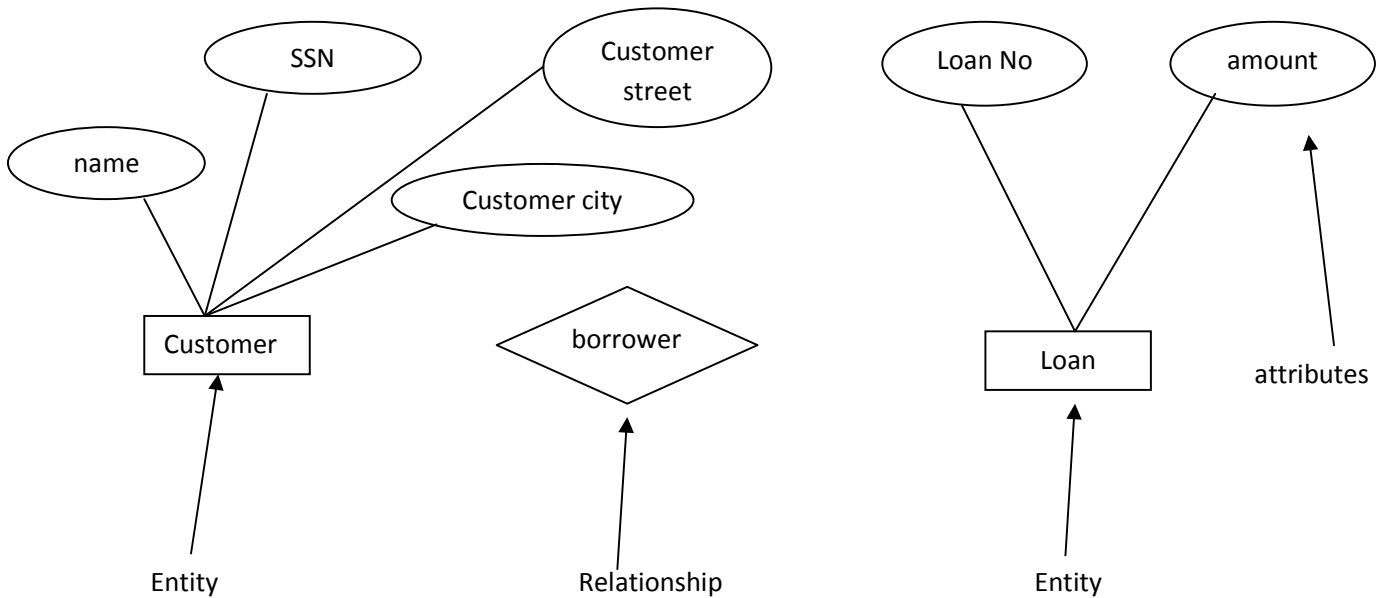 SSN
Customer
street
Loan No
amount
name
Customer city
Customer
borrower
Loan
attributes
Entity
Relationship
Entity